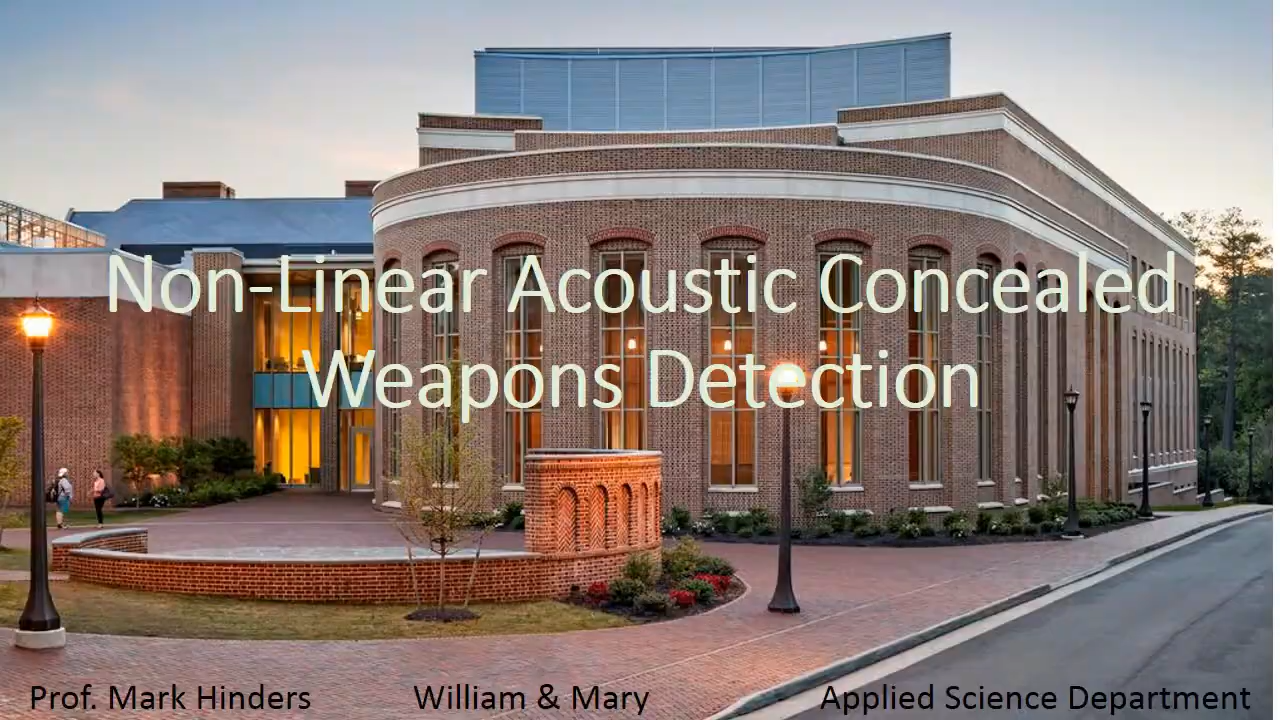 Non-Linear Acoustic Concealed
Weapons Detection
Prof. Mark Hinders
William & Mary
Applied Science Department